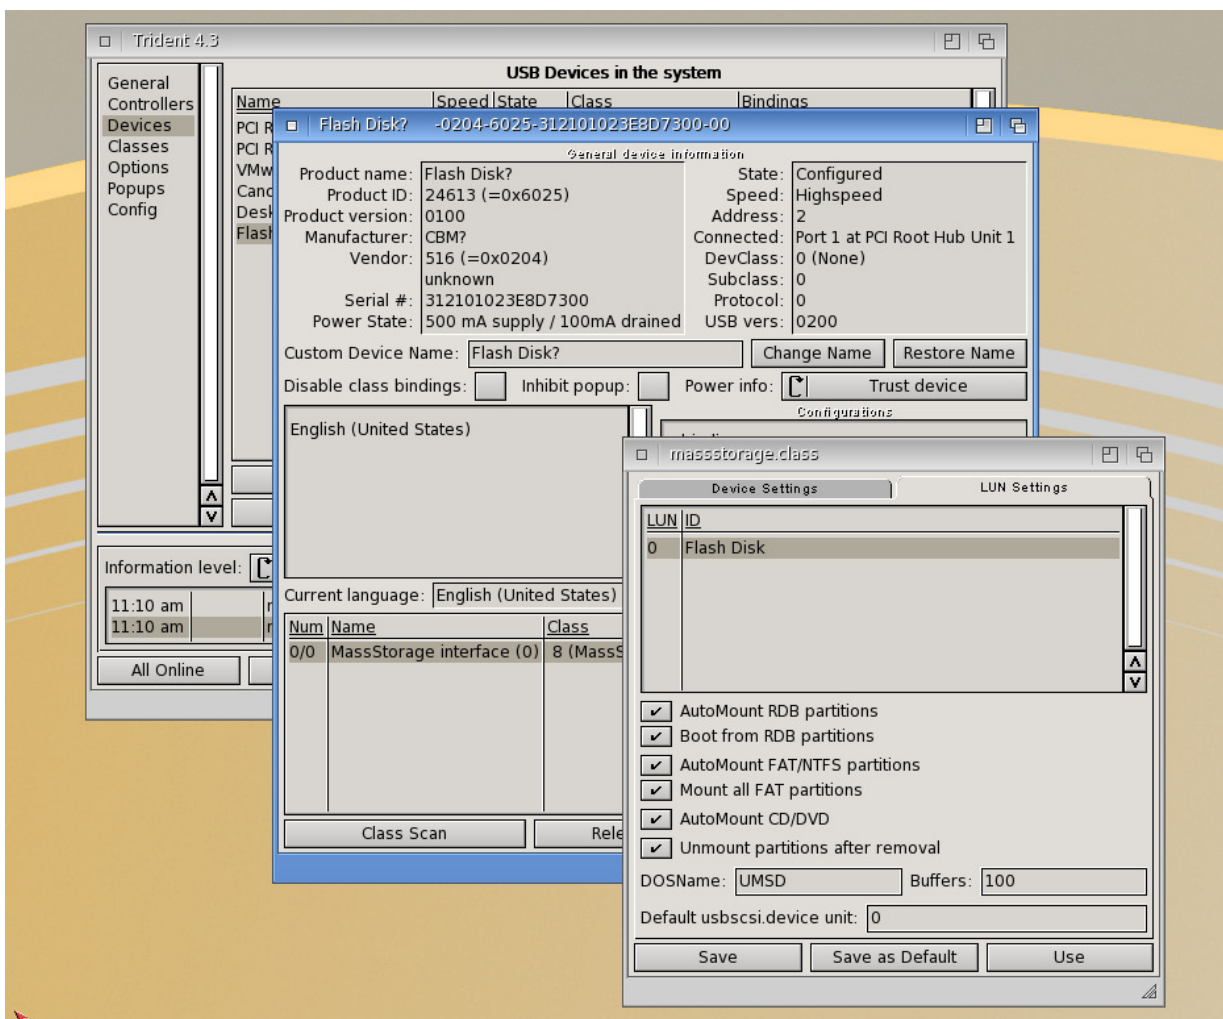 Trident 4.3
General
Controllers
Devices
Classes
Options
Popups
Config
USB Devices in the system
Name Speed State Class Bindings
PCI R
PCI R
VMw
Desk
Flash
Information level:
11:10 am
11:10 am
All Online
Flash Disk? -0204-6025-312101023E8D7300-00
General device information
Product name: Flash Disk?
Product ID: 24613 (=0x6025)
Product version: 0100
Manufacturer: CBM?
Vendor: 516 (=0x0204)
unknown
Serial #: 312101023E8D7300
Power State: 500 mA supply / 100mA drained
State: Configured
Speed: Highspeed
Address: 2
Connected: Port 1 at PCI Root Hub Unit 1
DevClass: 0 (None)
Subclass: 0
Protocol: 0
USB vers: 0200
Custom Device Name: Flash Disk? Change Name Restore Name
Disable class bindings: Inhibit popup: Power info: Trust device
English (United States)
Configurations
Current language: English (United States)
Num Name Class
0/0 MassStorage interface (0) 8 (MassS
Class Scan Rele
massstorage.class
Device Settings LUN Settings
LUN ID
0 Flash Disk
AutoMount RDB partitions
Boot from RDB partitions
AutoMount FAT/NTFS partitions
Mount all FAT partitions
AutoMount CD/DVD
Unmount partitions after removal
DOSName: UMSD Buffers: 100
Default usbscsi.device unit: 0
Save Save as Default Use